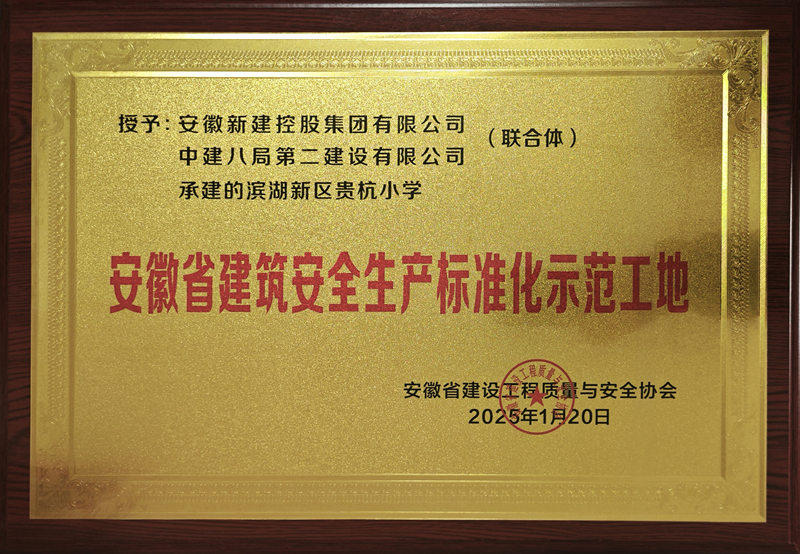 授予：安徽新建控股集团有限公司
中建八局第二建设有限公司
（联合体）
承建的滨湖新区贵杭小学
安徽省建筑安全生产标准化示范工地
安徽省建设工程质量与安全协会
2025年1月20日